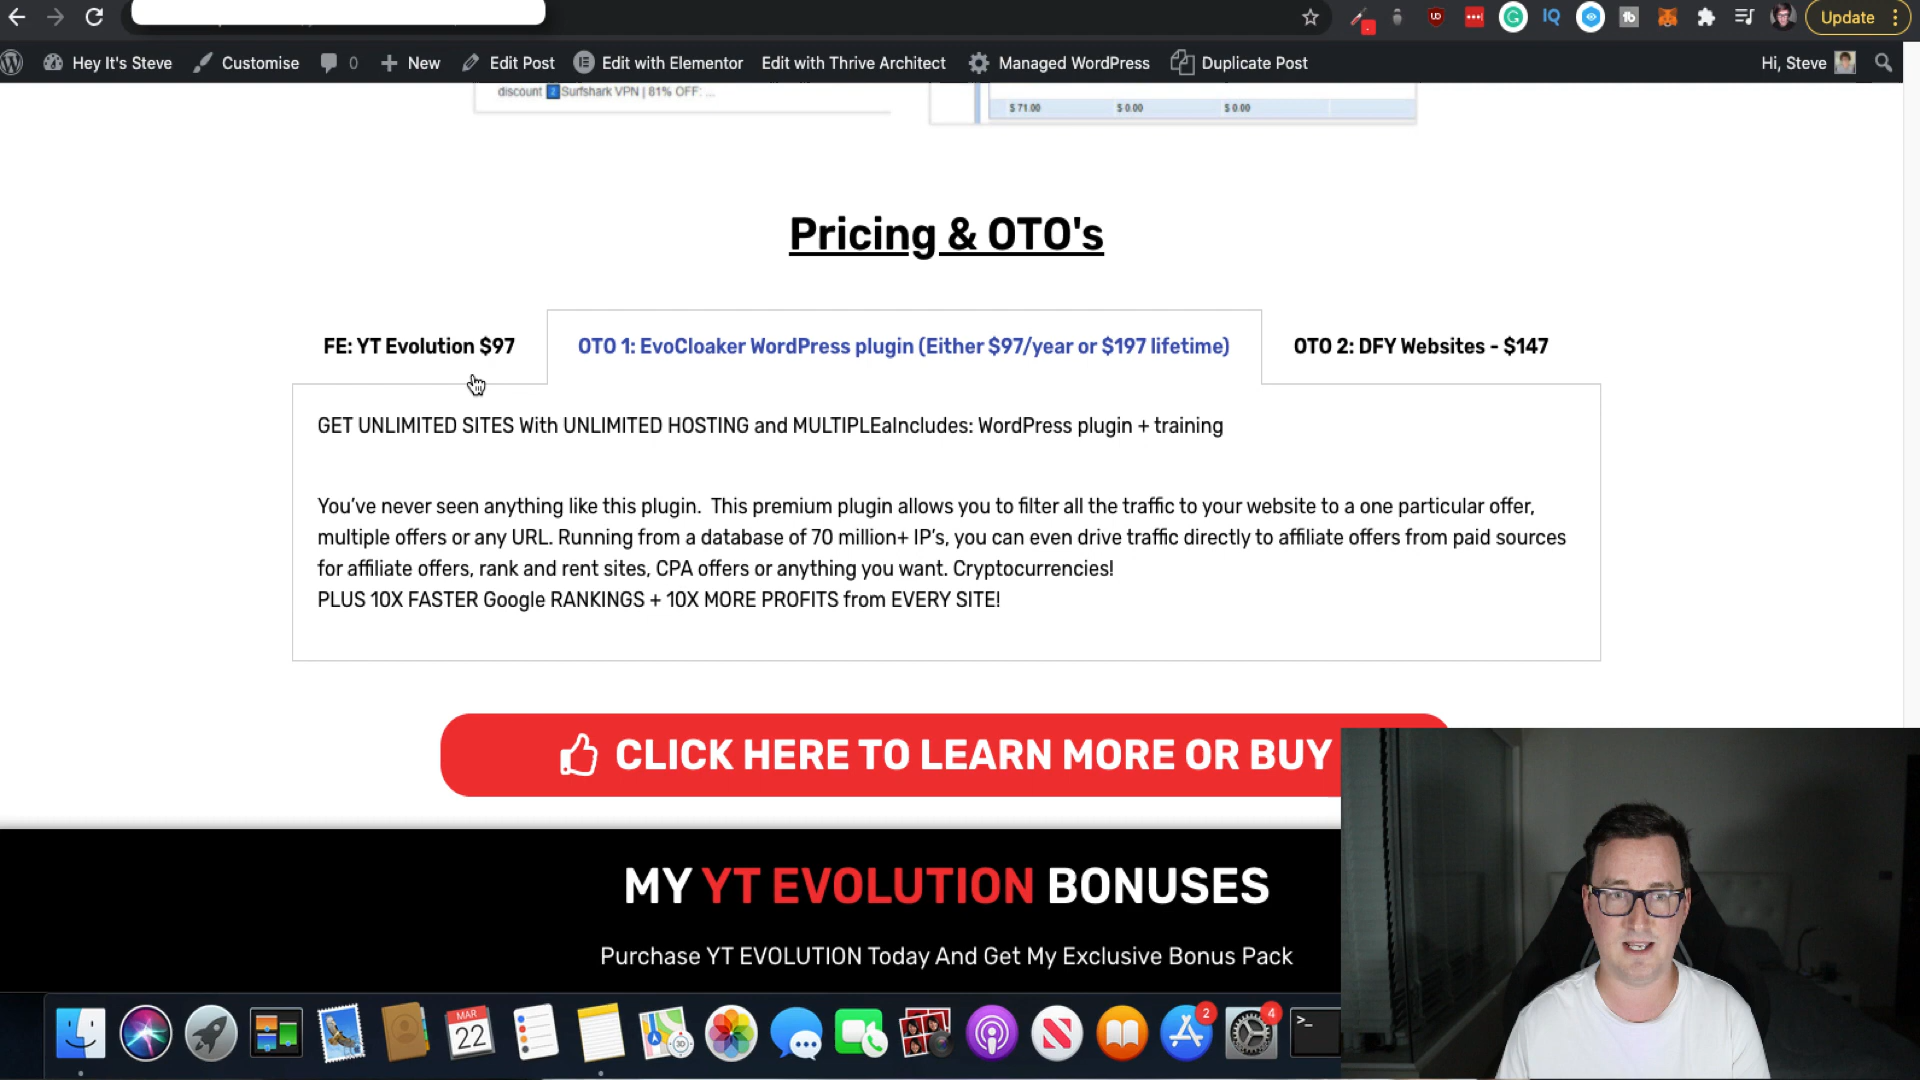 Update
Hey It's Steve
Customise
0
New
Edit Post
Edit with Elementor
Edit with Thrive Architect
Managed WordPress
Duplicate Post
Hi, Steve
discount 2 Surfshark VPN | 81% OFF: ...
$ 71.00 $ 0.00 $ 0.00
Pricing & OTO's
FE: YT Evolution $97
OTO 1: EvoCloaker WordPress plugin (Either $97/year or $197 lifetime)
OTO 2: DFY Websites - $147
GET UNLIMITED SITES With UNLIMITED HOSTING and MULTIPLEaIncludes: WordPress plugin + training
You've never seen anything like this plugin. This premium plugin allows you to filter all the traffic to your website to a one particular offer,
multiple offers or any URL. Running from a database of 70 million+ IP's, you can even drive traffic directly to affiliate offers from paid sources
for affiliate offers, rank and rent sites, CPA offers or anything you want. Cryptocurrencies!
PLUS 10X FASTER Google RANKINGS + 10X MORE PROFITS from EVERY SITE!
CLICK HERE TO LEARN MORE OR BUY
MY YT EVOLUTION BONUSES
Purchase YT EVOLUTION Today And Get My Exclusive Bonus Pack
MAR
22
3D
2
4